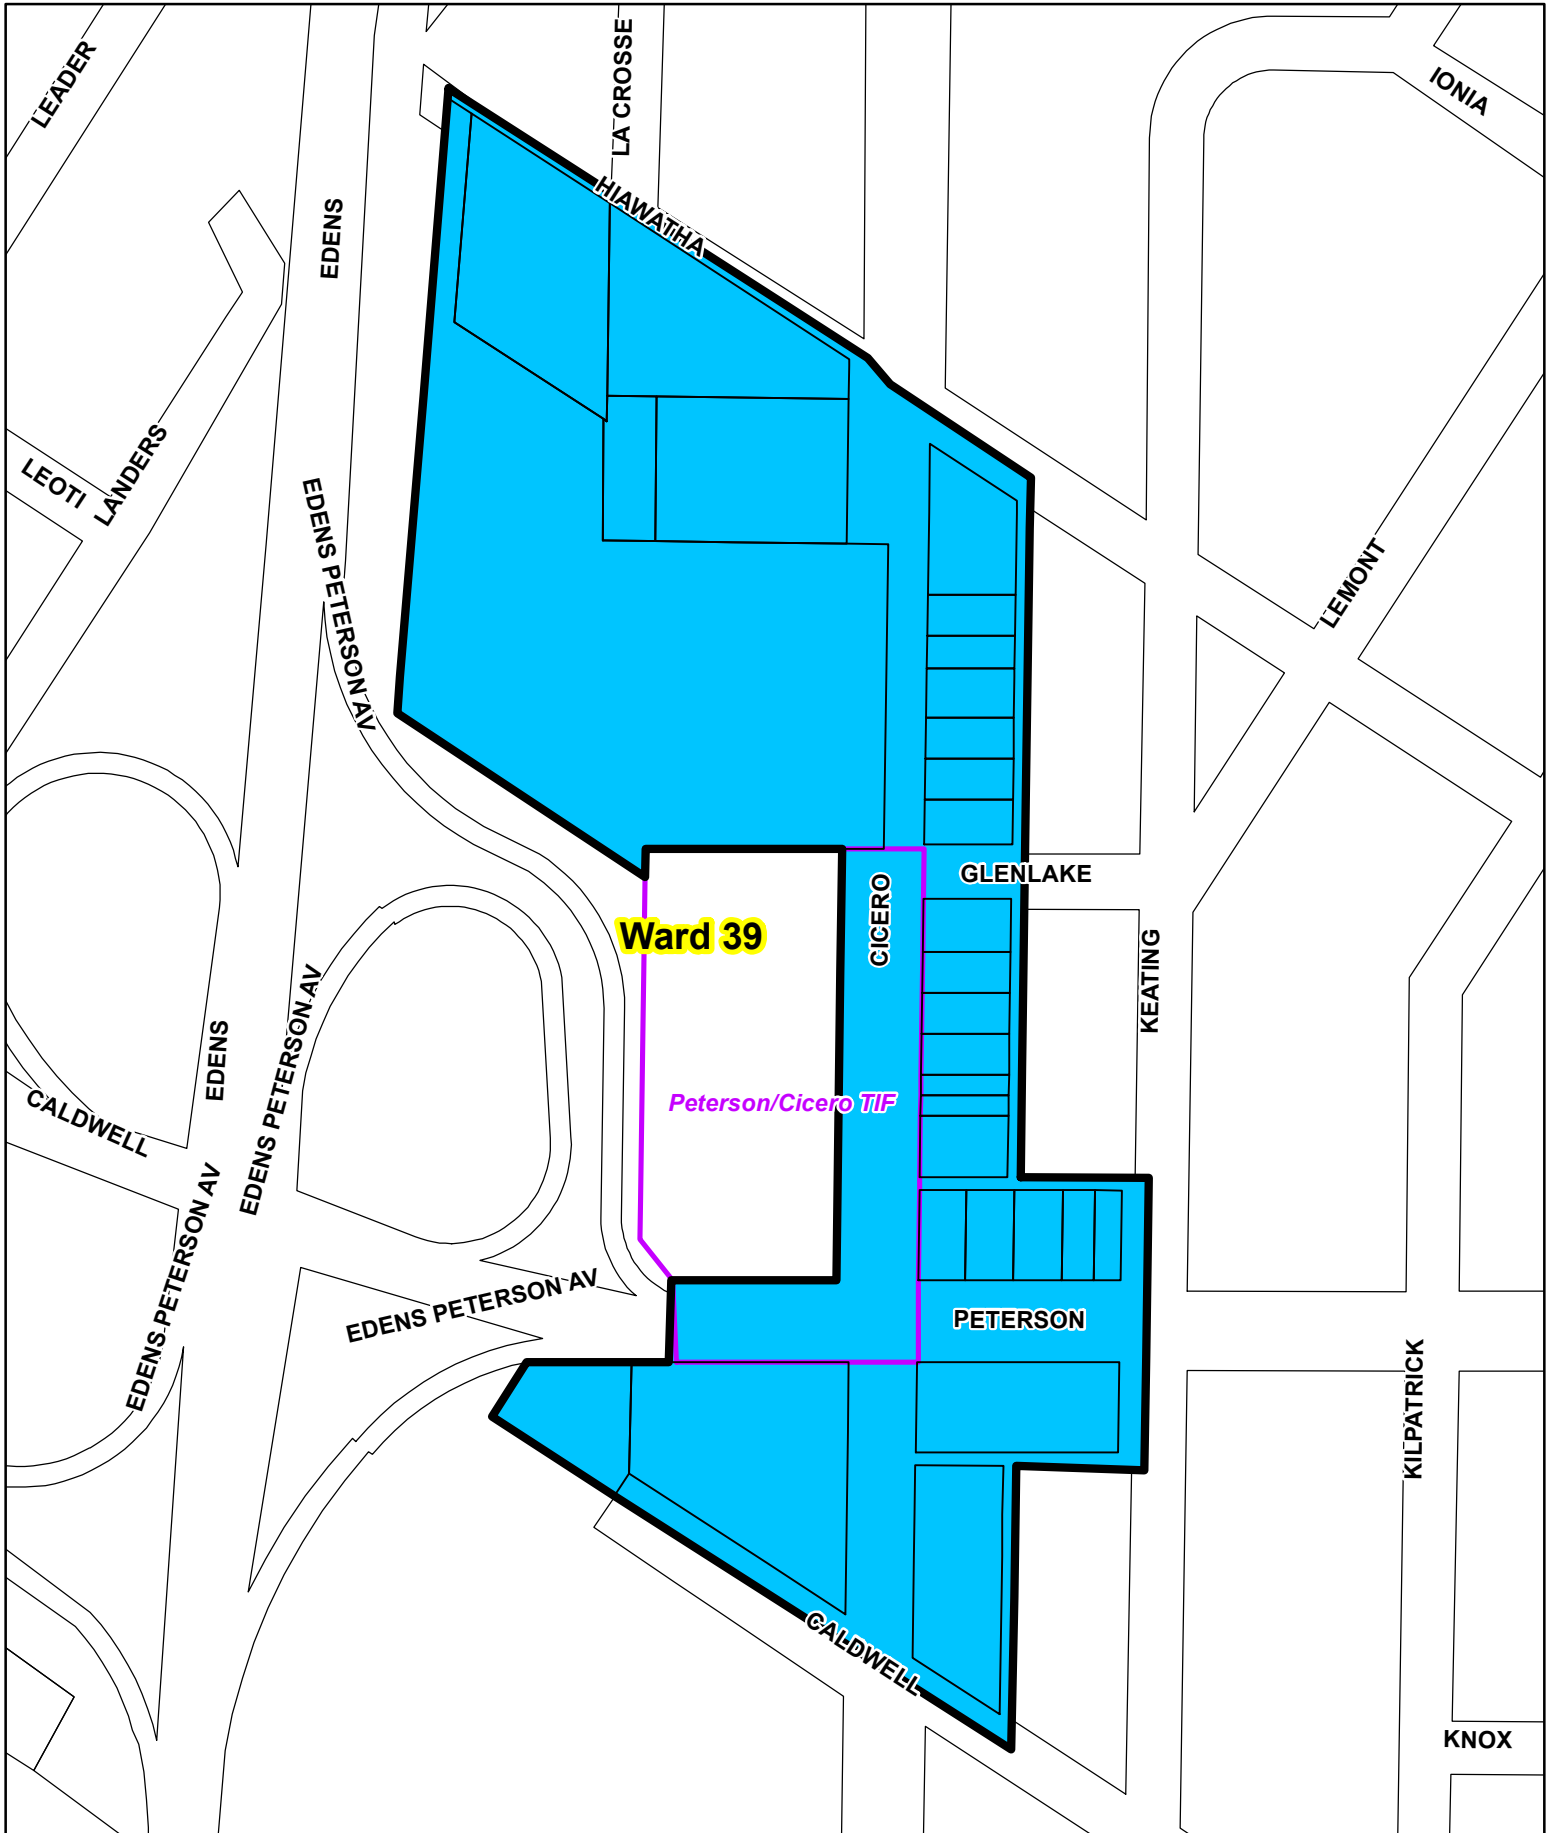 LEADER
LA CROSSE
IONIA
EDENS
HIAWATHA
LEOTI
LANDERS
EDENS PETERSON AV
LEMONT
GLENLAKE
CICERO
Ward 39
KEATING
EDENS
EDENS PETERSON AV
Peterson/Cicero TIF
CALDWELL
EDENS PETERSON AV
EDENS PETERSON AV
PETERSON
KILPATRICK
CALDWELL
KNOX